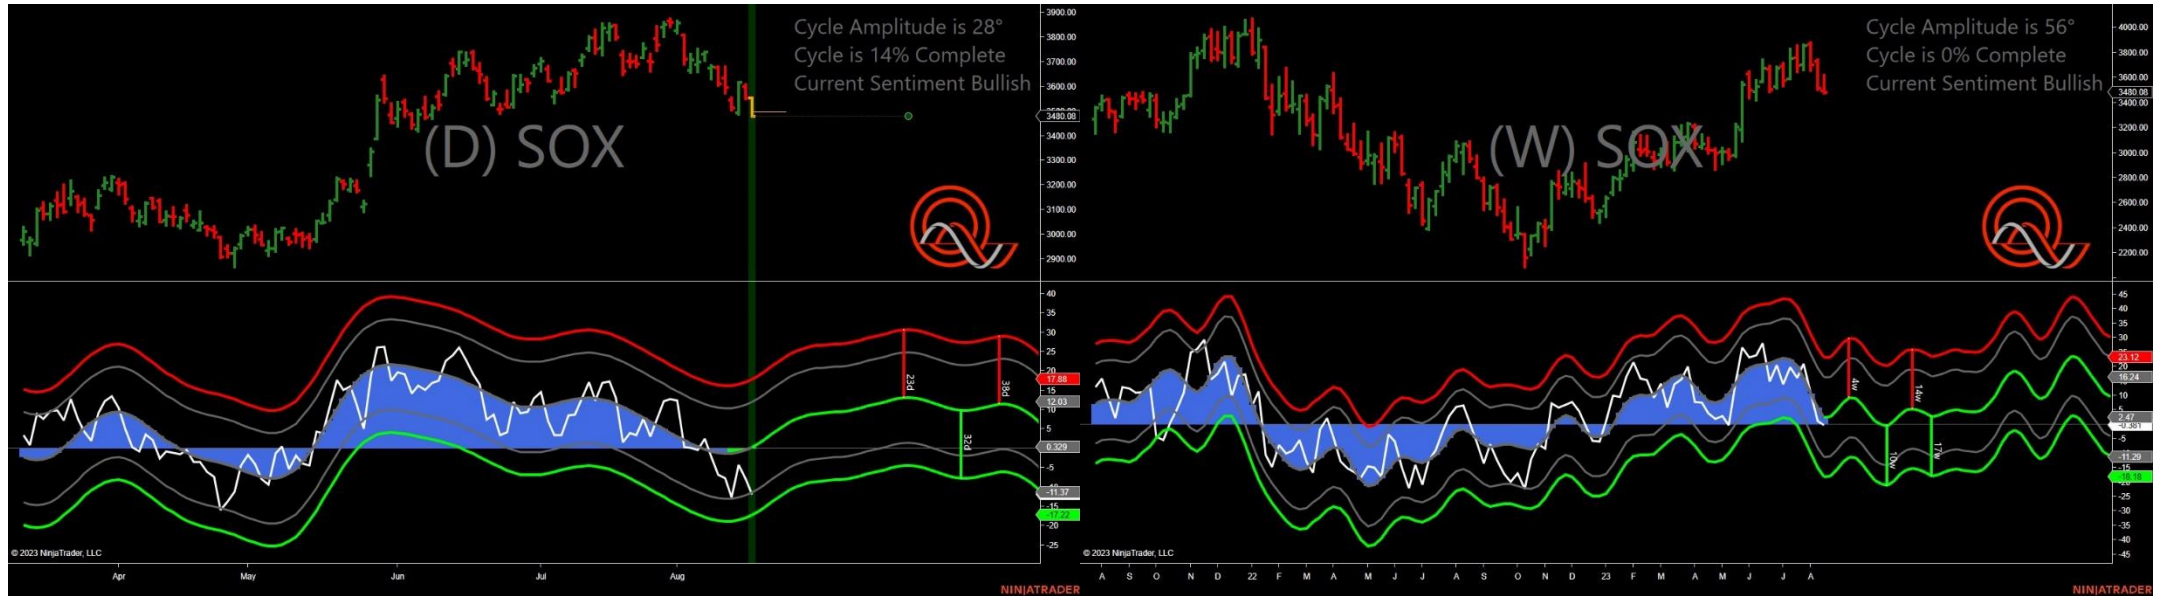 Cycle Amplitude is 28°
Cycle is 14% Complete
Current Sentiment Bullish
(D) SOX
3900.00
3800.00
3700.00
3600.00
3480.08
3400.00
3300.00
3200.00
3100.00
3000.00
2900.00
40
35
30
25
20
17.88
15
12.03
10
5
0.329
-5
-11.37
-17.22
-20
-25
23d
32d
38d
© 2023 NinjaTrader, LLC
Apr May Jun Jul Aug
NINJATRADER
Cycle Amplitude is 56°
Cycle is 0% Complete
Current Sentiment Bullish
(W) SOX
4000.00
3800.00
3600.00
3480.08
3400.00
3200.00
3000.00
2800.00
2600.00
2400.00
2200.00
45
40
35
30
23.12
16.24
10
5
2.47
-0.381
-5
-11.29
-15
-18.18
-25
-30
-35
-40
-45
4w
10w
14w
17w
© 2023 NinjaTrader, LLC
A S O N D 22 F M A M J J A S O N D 23 F M A M J J A
NINJATRADER